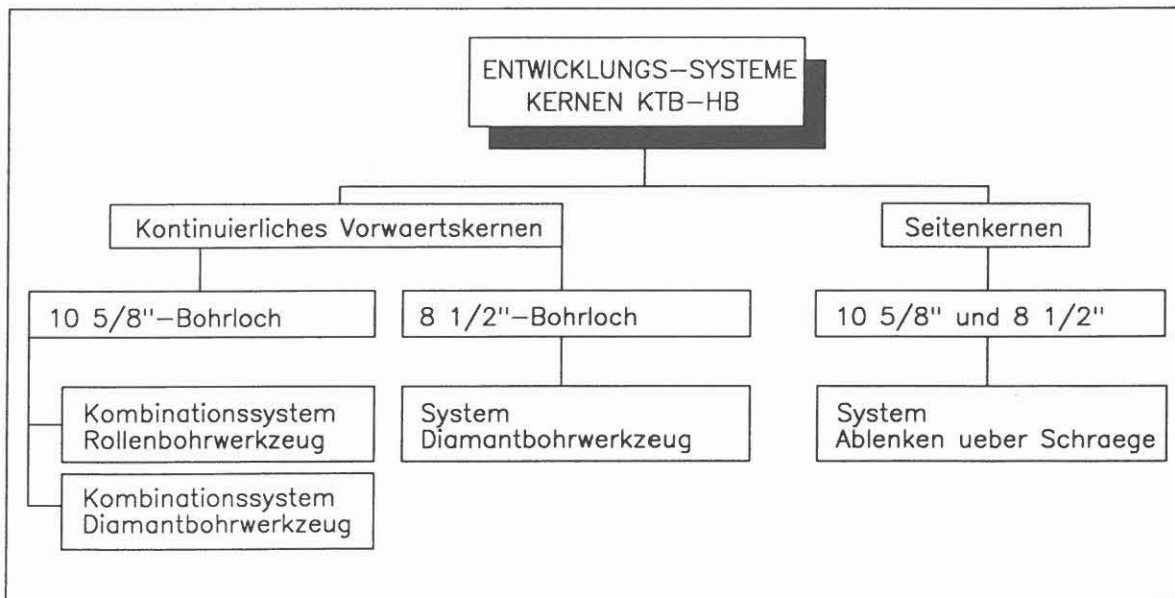 ENTWICKLUNGS-SYSTEME
KERNEN KTB-HB
Kontinuierliches Vorwaertskernen
Seitenkernen
10 5/8"-Bohrloch
8 1/2"-Bohrloch
10 5/8" und 8 1/2"
Kombinationssystem
Rollenbohrwerkzeug
System
Diamantbohrwerkzeug
System
Ablenken ueber Schraege
Kombinationssystem
Diamantbohrwerkzeug